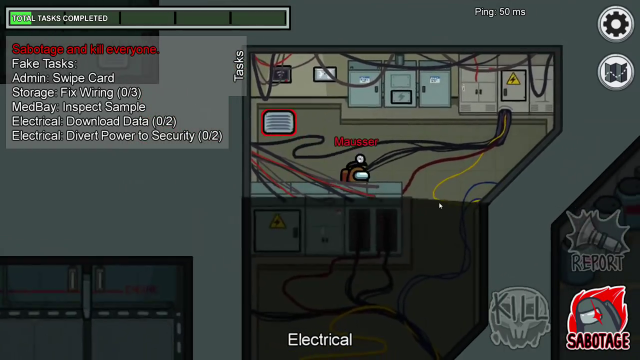 TOTAL TASKS COMPLETED
Ping: 50 ms
Sabotage and kill everyone.
Fake Tasks:
Admin: Swipe Card
Storage: Fix Wiring (0/3)
MedBay: Inspect Sample
Electrical: Download Data (0/2)
Electrical: Divert Power to Security (0/2)
Tasks
Mausser
REPORT
KILL
SABOTAGE
Electrical